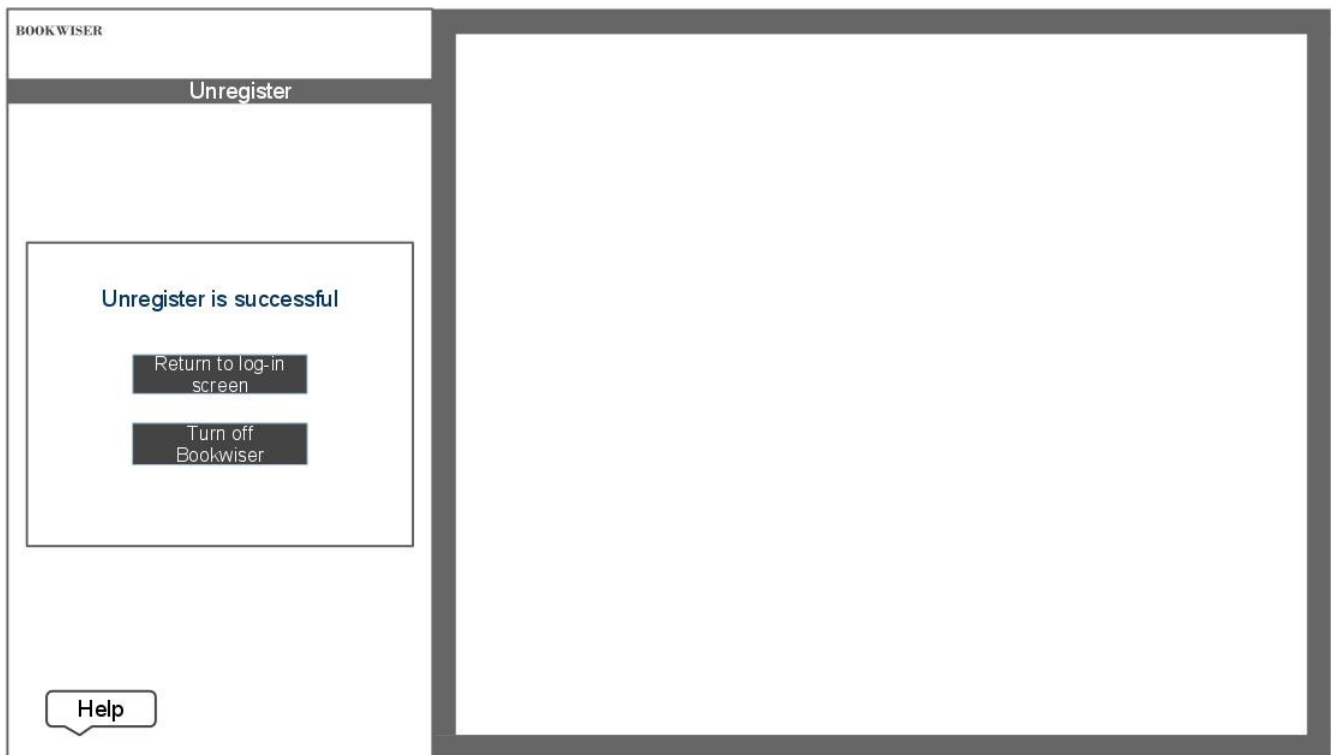 BOOKWISER
Unregister
Unregister is successful
Return to log-in
screen
Turn off
Bookwiser
Help